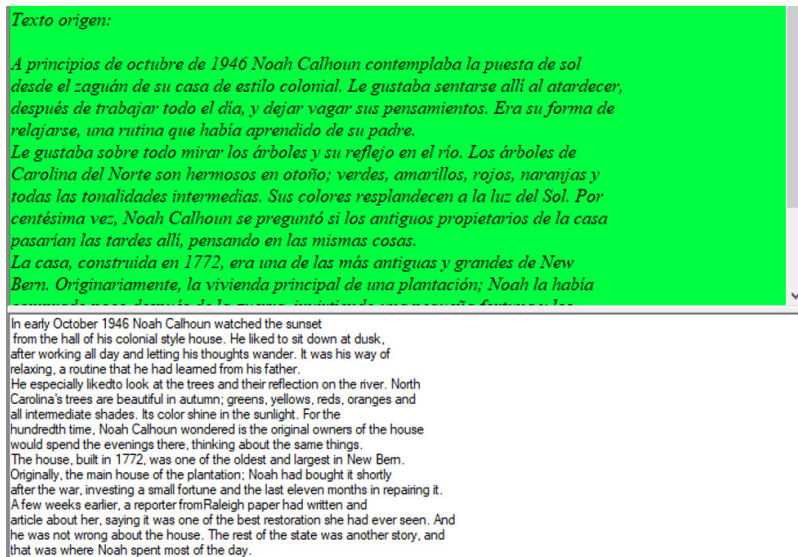 Texto origen:
A principios de octubre de 1946 Noah Calhoun contemplaba la puesta de sol
desde el zaguán de su casa de estilo colonial. Le gustaba sentarse allí al atardecer,
después de trabajar todo el día, y dejar vagar sus pensamientos. Era su forma de
relajarse, una rutina que había aprendido de su padre.
Le gustaba sobre todo mirar los árboles y su reflejo en el río. Los árboles de
Carolina del Norte son hermosos en otoño; verdes, amarillos, rojos, naranjas y
todas las tonalidades intermedias. Sus colores resplandecen a la luz del Sol. Por
centésima vez, Noah Calhoun se preguntó si los antiguos propietarios de la casa
pasarían las tardes allí, pensando en las mismas cosas.
La casa, construida en 1772, era una de las más antiguas y grandes de New
Bern. Originariamente, la vivienda principal de una plantación; Noah la había
In early October 1946 Noah Calhoun watched the sunset
from the hall of his colonial style house. He liked to sit down at dusk,
after working all day and letting his thoughts wander. It was his way of
relaxing, a routine that he had learned from his father.
He especially likedto look at the trees and their reflection on the river. North
Carolina's trees are beautiful in autumn; greens, yellows, reds, oranges and
all intermediate shades. Its color shine in the sunlight. For the
hundredth time, Noah Calhoun wondered is the original owners of the house
would spend the evenings there, thinking about the same things.
The house, built in 1772, was one of the oldest and largest in New Bern.
Originally, the main house of the plantation; Noah had bought it shortly
after the war, investing a small fortune and the last eleven months in repairing it.
A few weeks earlier, a reporter fromRaleigh paper had written and
article about her, saying it was one of the best restoration she had ever seen. And
he was not wrong about the house. The rest of the state was another story, and
that was where Noah spent most of the day.